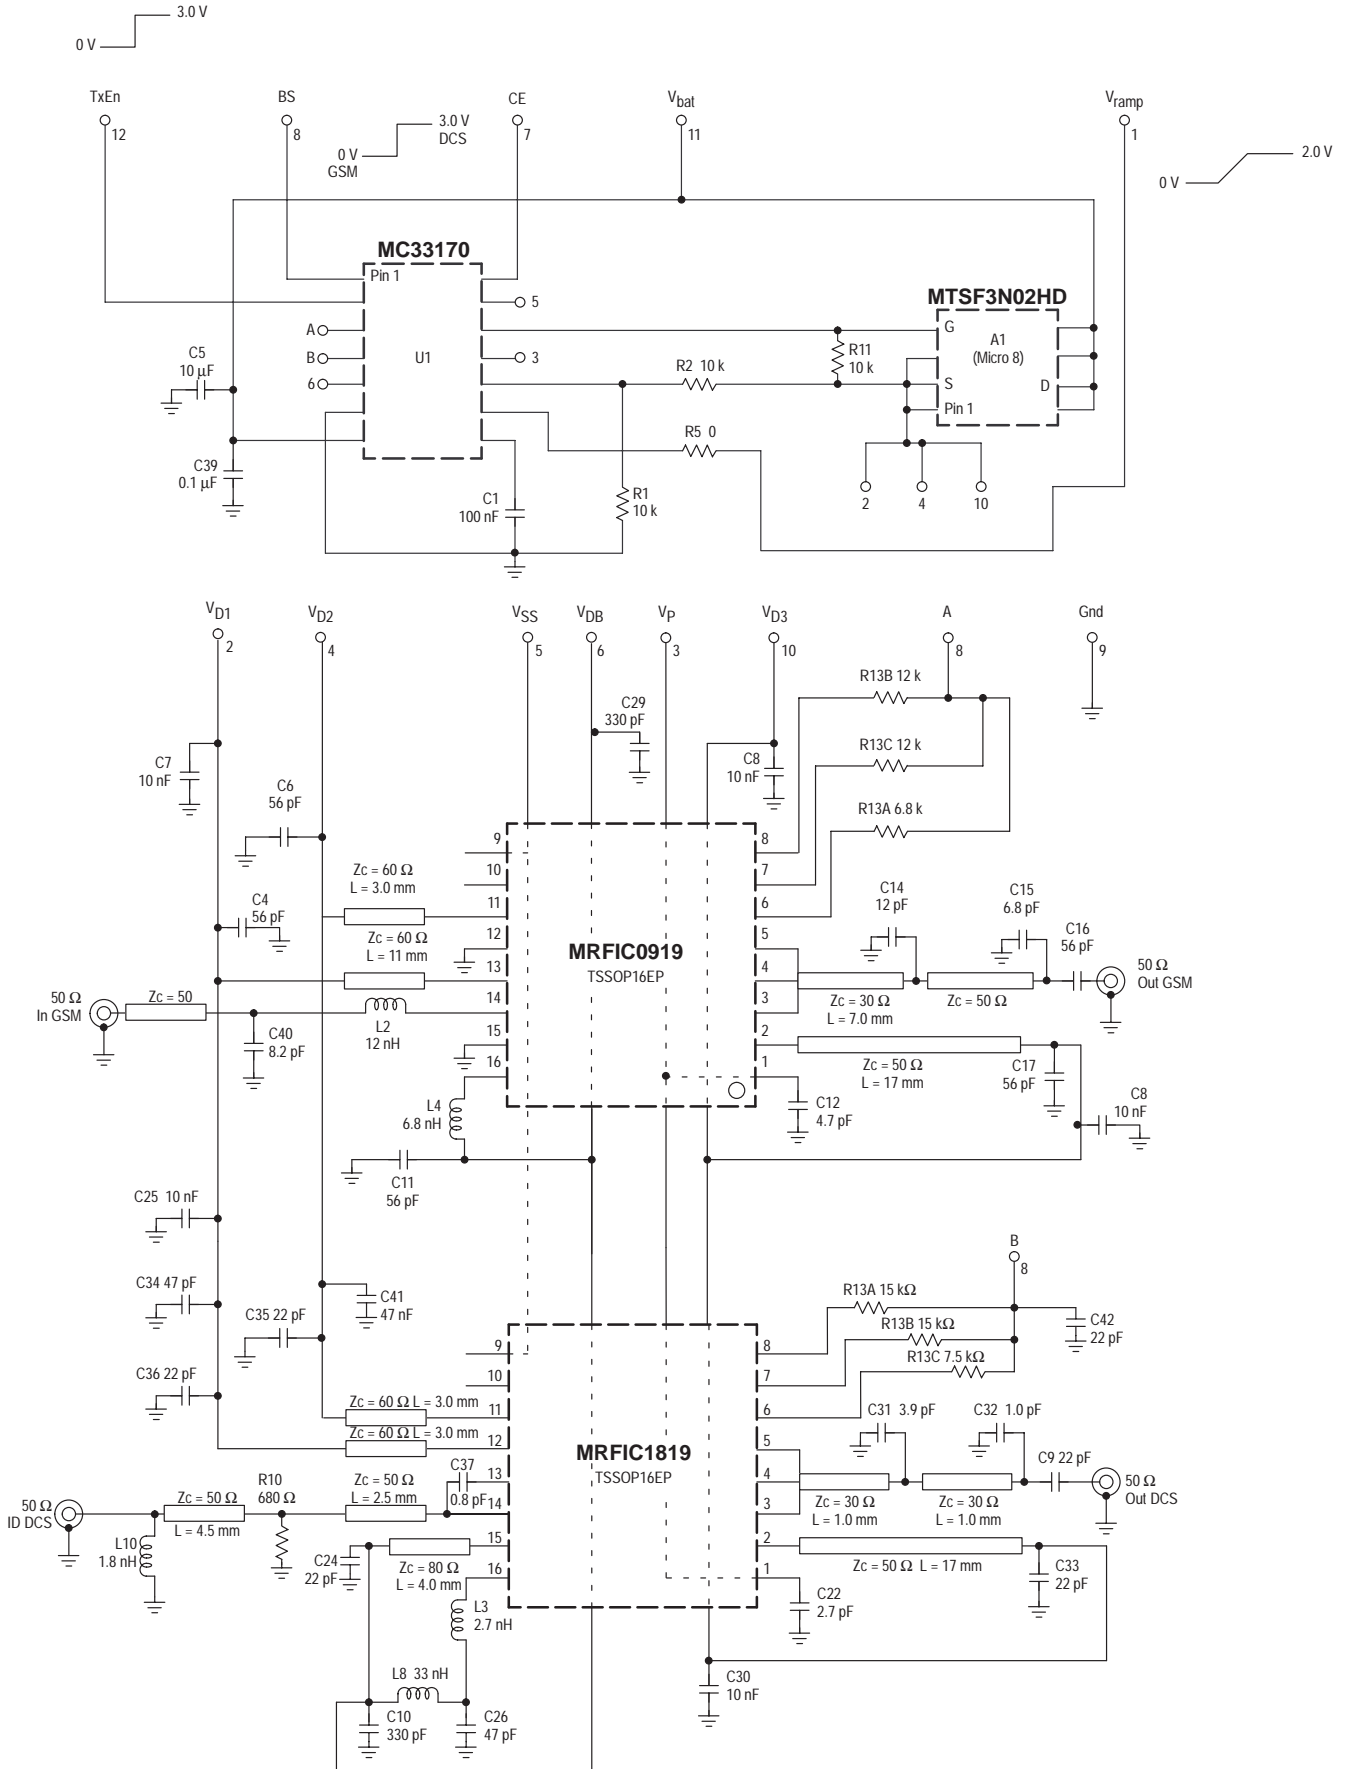 3.0 V
0 V
TxEn
12
BS
8
0 V
GSM
3.0 V
DCS
CE
7
Vbat
11
Vramp
1
0 V
2.0 V
MC33170
Pin 1
U1
A
B
6
5
3
C5
10 µF
C39
0.1 µF
C1
100 nF
R1
10 k
R2 10 k
R5 0
R11
10 k
MTSF3N02HD
G
A1
(Micro 8)
S
D
Pin 1
2
4
10
VD1
2
VD2
4
VSS
5
VDB
6
VP
3
VD3
10
A
8
Gnd
9
C7
10 nF
C6
56 pF
C4
56 pF
C29
330 pF
C8
10 nF
R13B 12 k
R13C 12 k
R13A 6.8 k
Zc = 60 Ω
L = 3.0 mm
Zc = 60 Ω
L = 11 mm
9
10
11
12
13
14
15
16
MRFIC0919
TSSOP16EP
8
7
6
5
4
3
2
1
50 Ω
In GSM
Zc = 50
C40
8.2 pF
L2
12 nH
L4
6.8 nH
C11
56 pF
C14
12 pF
C15
6.8 pF
C16
56 pF
50 Ω
Out GSM
Zc = 30 Ω
L = 7.0 mm
Zc = 50 Ω
Zc = 50 Ω
L = 17 mm
C17
56 pF
C12
4.7 pF
C8
10 nF
C25 10 nF
C34 47 pF
C35 22 pF
C36 22 pF
C41
47 nF
B
8
R13A 15 kΩ
R13B 15 kΩ
R13C 7.5 kΩ
C42
22 pF
Zc = 60 Ω L = 3.0 mm
Zc = 60 Ω L = 3.0 mm
9
10
11
12
13
14
15
16
MRFIC1819
TSSOP16EP
8
7
6
5
4
3
2
1
C37
0.8 pF
50 Ω
ID DCS
Zc = 50 Ω
L = 4.5 mm
L10
1.8 nH
R10
680 Ω
Zc = 50 Ω
L = 2.5 mm
C24
22 pF
Zc = 80 Ω
L = 4.0 mm
L3
2.7 nH
L8 33 nH
C10
330 pF
C26
47 pF
C31 3.9 pF
C32 1.0 pF
C9 22 pF
50 Ω
Out DCS
Zc = 30 Ω
L = 1.0 mm
Zc = 30 Ω
L = 1.0 mm
Zc = 50 Ω L = 17 mm
C33
22 pF
C22
2.7 pF
C30
10 nF